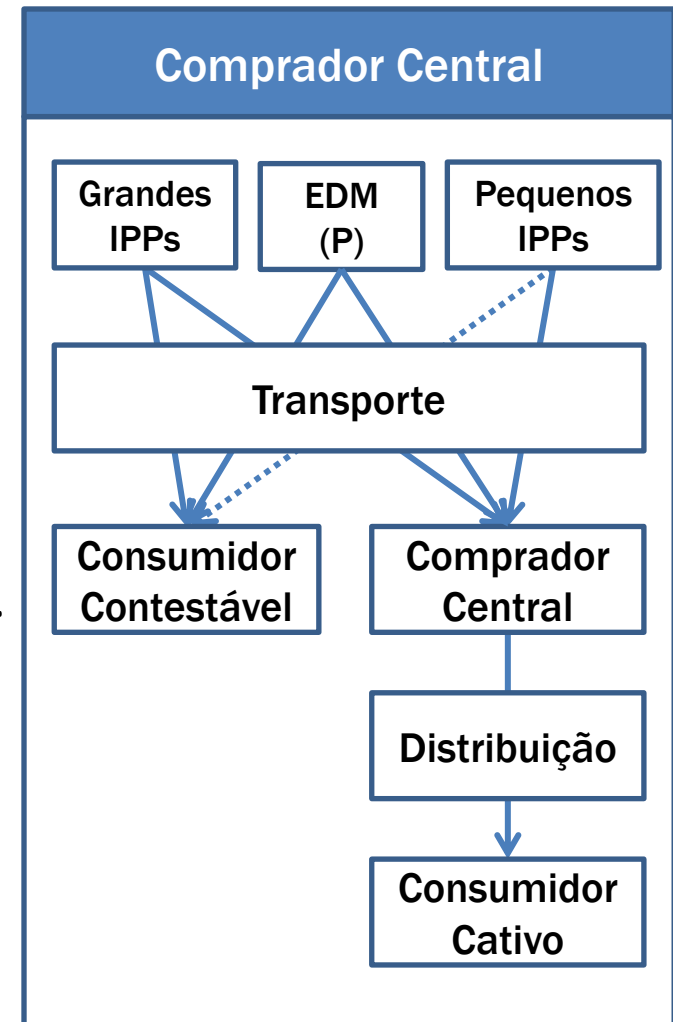 Comprador Central
Grandes
IPPs
EDM
(P)
Pequenos
IPPs
Transporte
Consumidor
Contestável
Comprador
Central
.
Distribuição
Consumidor
Cativo